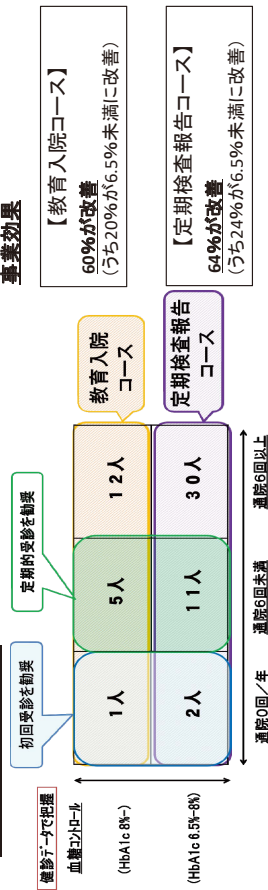 事業効果
【教育入院コース】
60%が改善
(うち20%が6.5%未満に改善)
【定期検査報告コース】
64%が改善
(うち24%が6.5%未満に改善)
初回受診を勧奨
定期的受診を勧奨
教育入院
コース
定期検査報告
コース
健診データで把握
血糖コントロール
(HbA1c 8%-)
1人
5人
12人
(HbA1c 6.5%-8%)
2人
11人
30人
通院0回/年
通院6回未満
通院6回以上